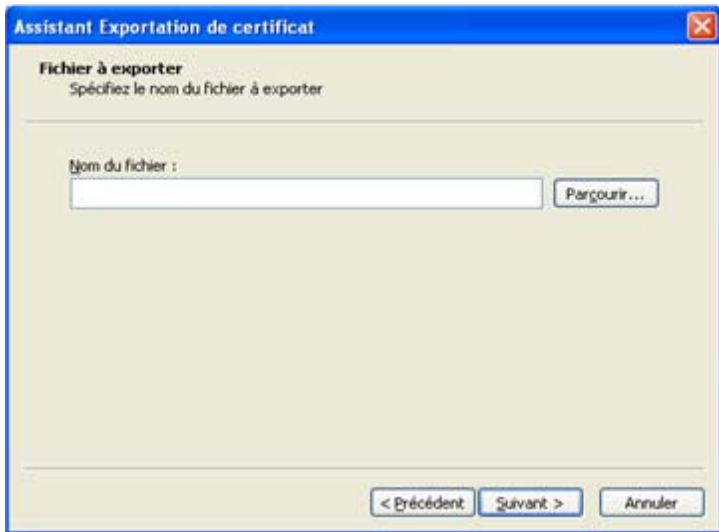 Assistant Exportation de certificat
Fichier à exporter
Spécifiez le nom du fichier à exporter
Nom du fichier :
Parcourir...
< Précédent Suivant > Annuler